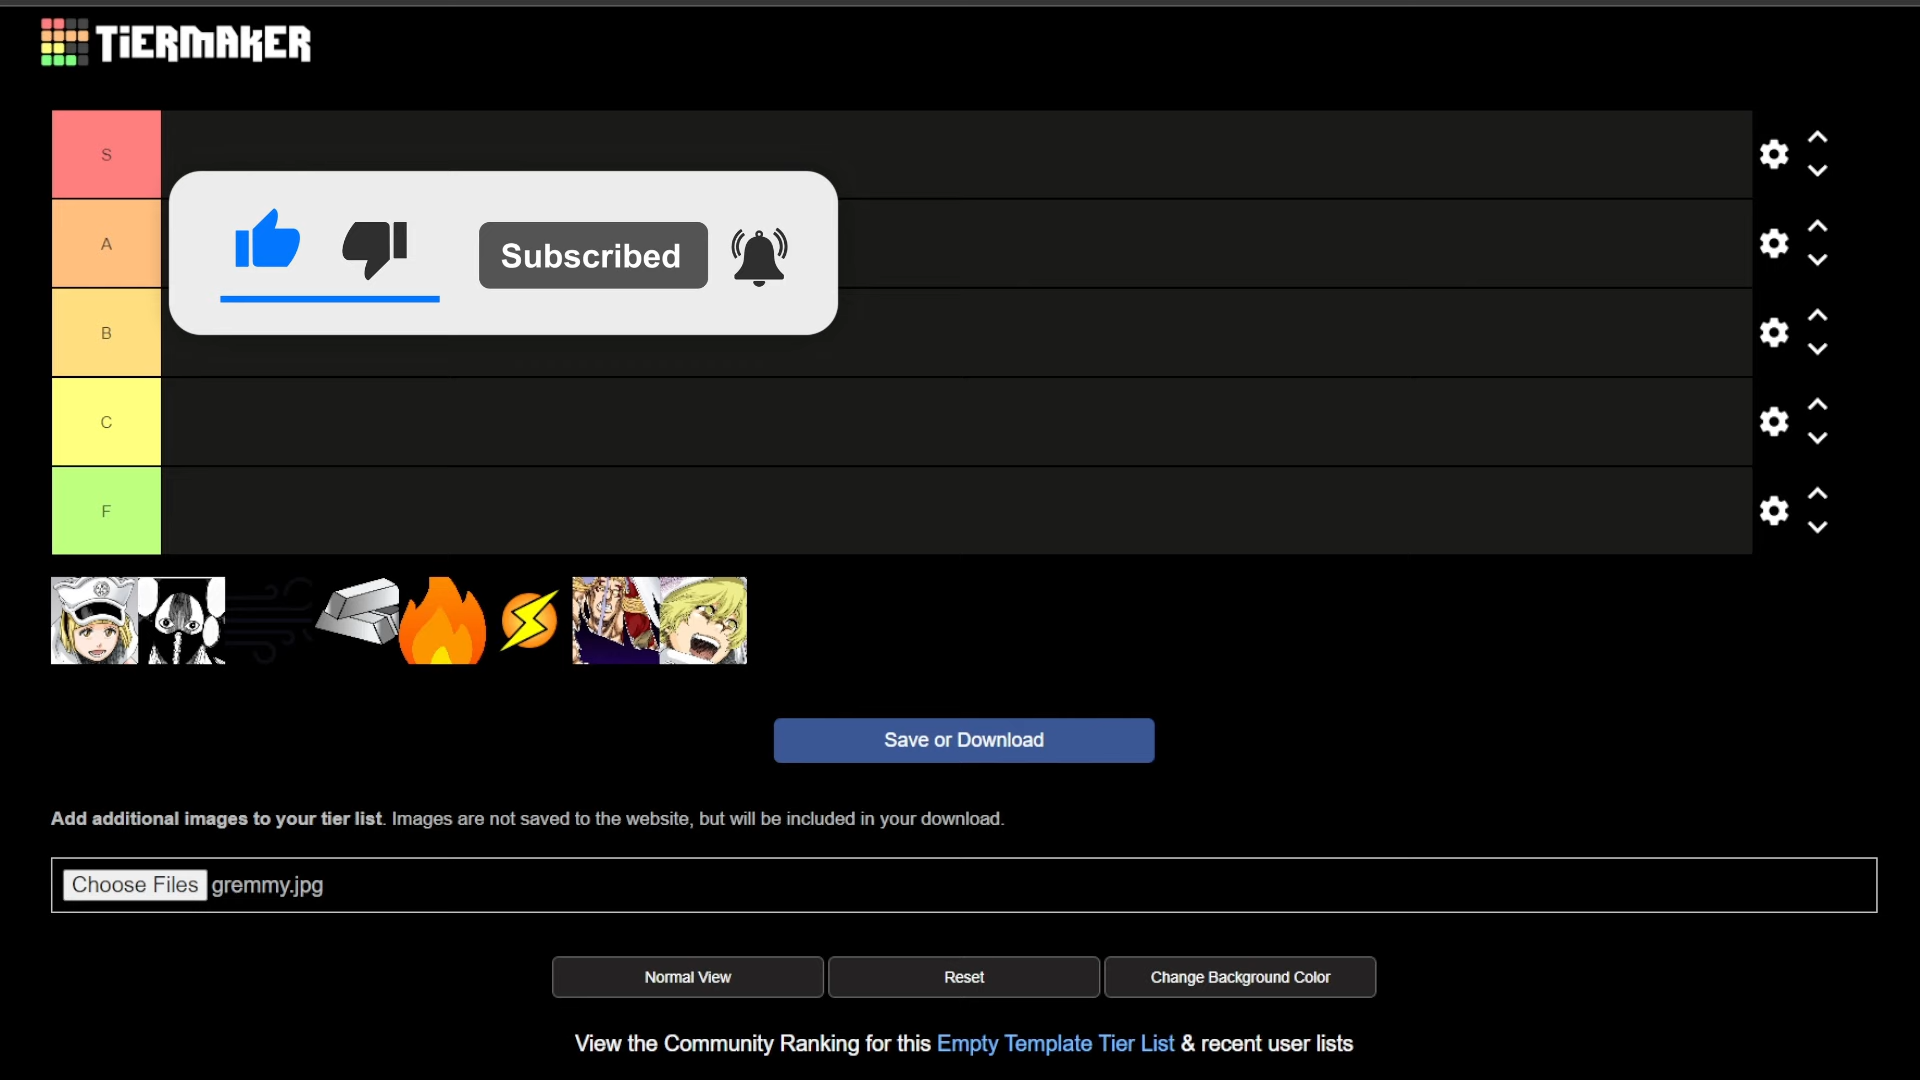 TiERMAKER
S
A
Subscribed
B
C
F
Save or Download
Add additional images to your tier list. Images are not saved to the website, but will be included in your download.
Choose Files gremmy.jpg
Normal View
Reset
Change Background Color
View the Community Ranking for this Empty Template Tier List & recent user lists